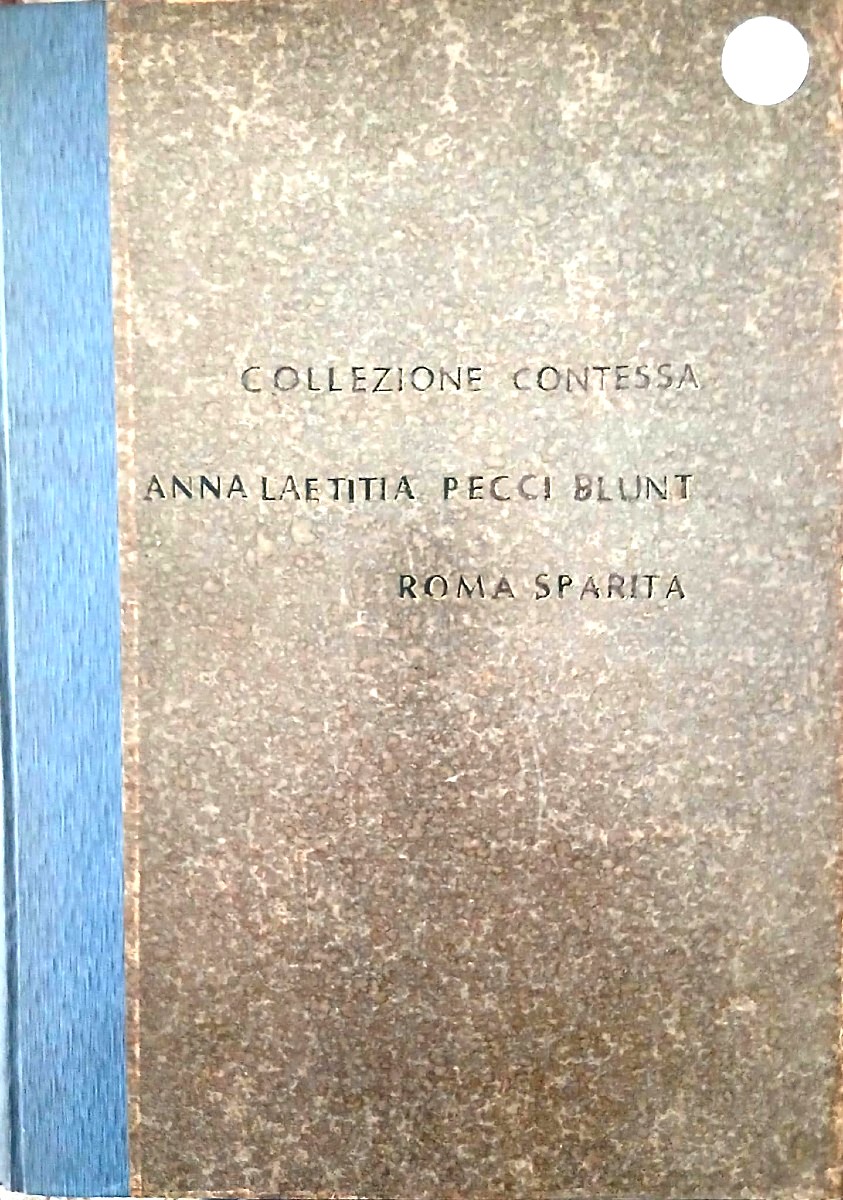 COLLEZIONE CONTESSA
ANNA LAETITIA PECCI BLUNT
ROMA SPARITA